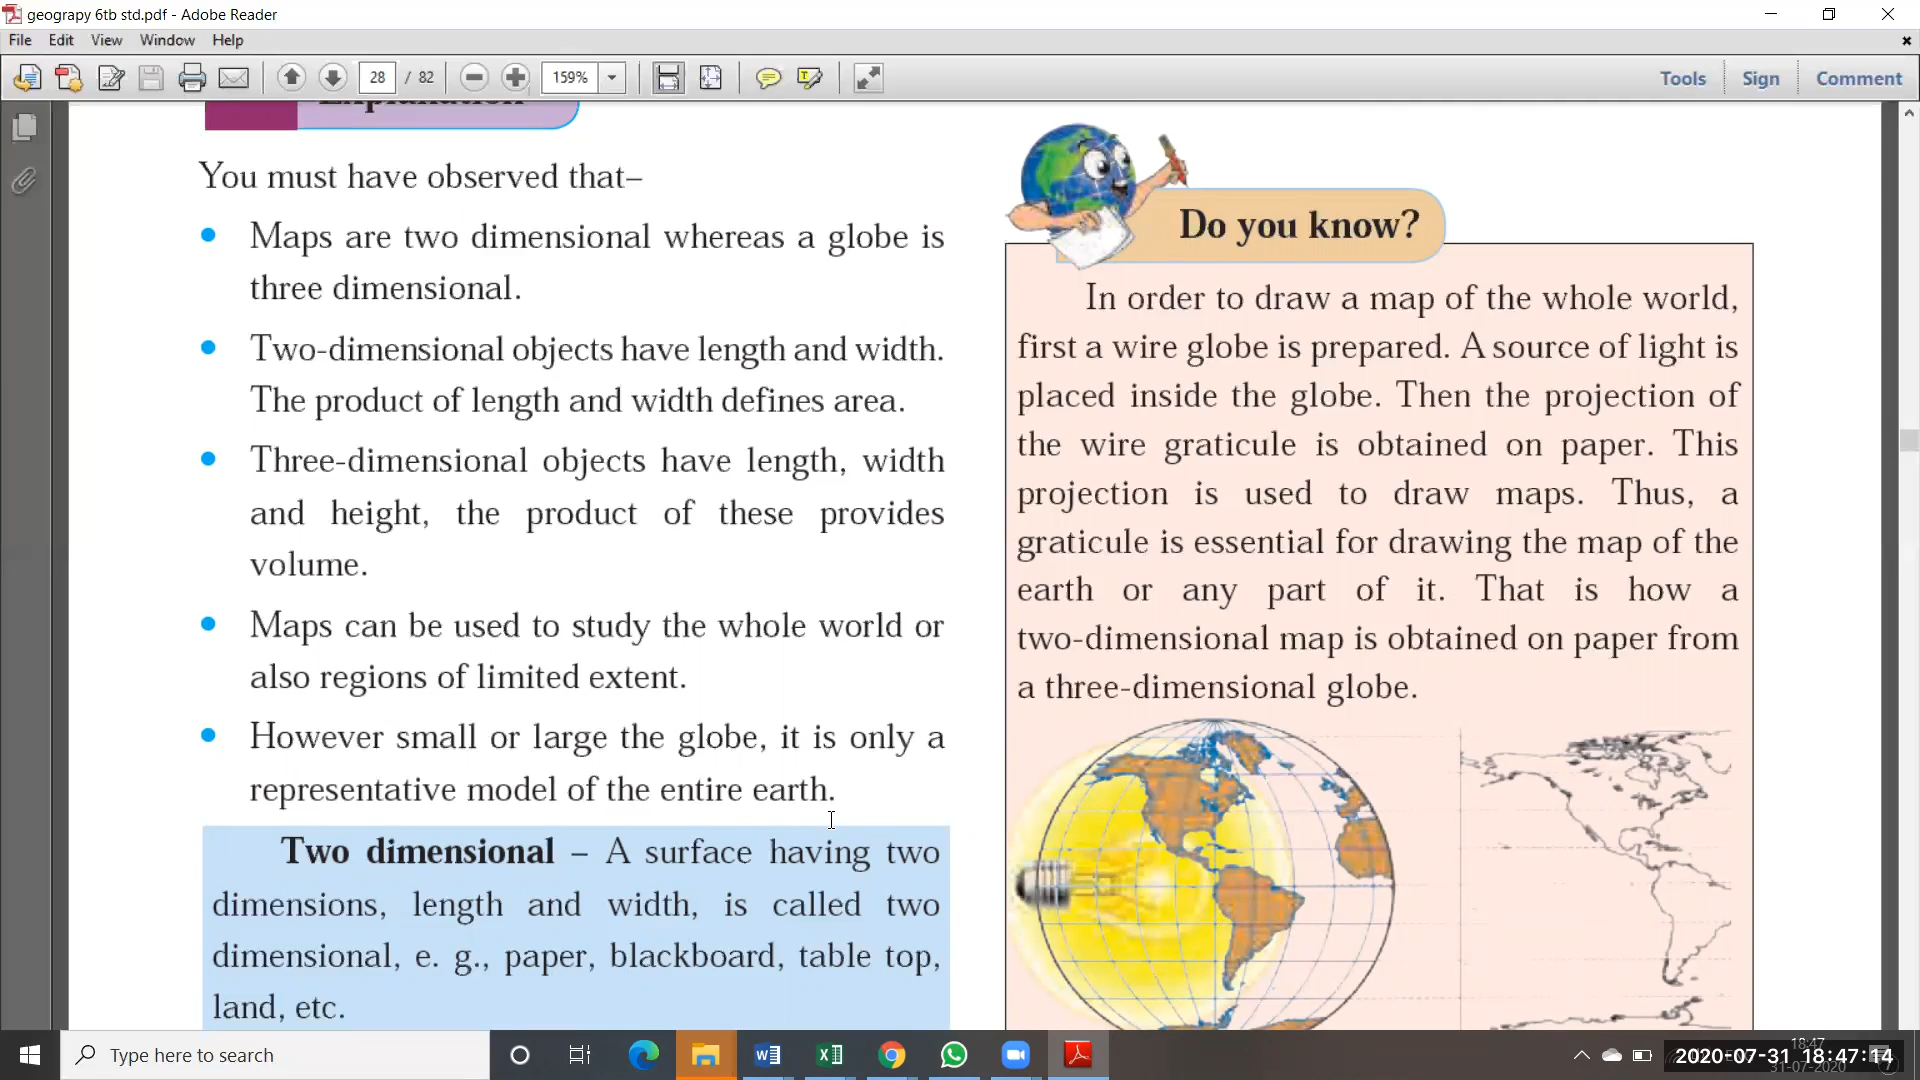 geograpy 6tb std.pdf - Adobe Reader
File Edit View Window Help
28 / 82 159% Tools Sign Comment
Explanation
You must have observed that–
Maps are two dimensional whereas a globe is
three dimensional.
Two-dimensional objects have length and width.
The product of length and width defines area.
Three-dimensional objects have length, width
and height, the product of these provides
volume.
Maps can be used to study the whole world or
also regions of limited extent.
However small or large the globe, it is only a
representative model of the entire earth.
Two dimensional – A surface having two
dimensions, length and width, is called two
dimensional, e. g., paper, blackboard, table top,
land, etc.
Do you know?
In order to draw a map of the whole world,
first a wire globe is prepared. A source of light is
placed inside the globe. Then the projection of
the wire graticule is obtained on paper. This
projection is used to draw maps. Thus, a
graticule is essential for drawing the map of the
earth or any part of it. That is how a
two-dimensional map is obtained on paper from
a three-dimensional globe.
Type here to search
18:47
2020-07-31 18:47:14
31-07-2020
7